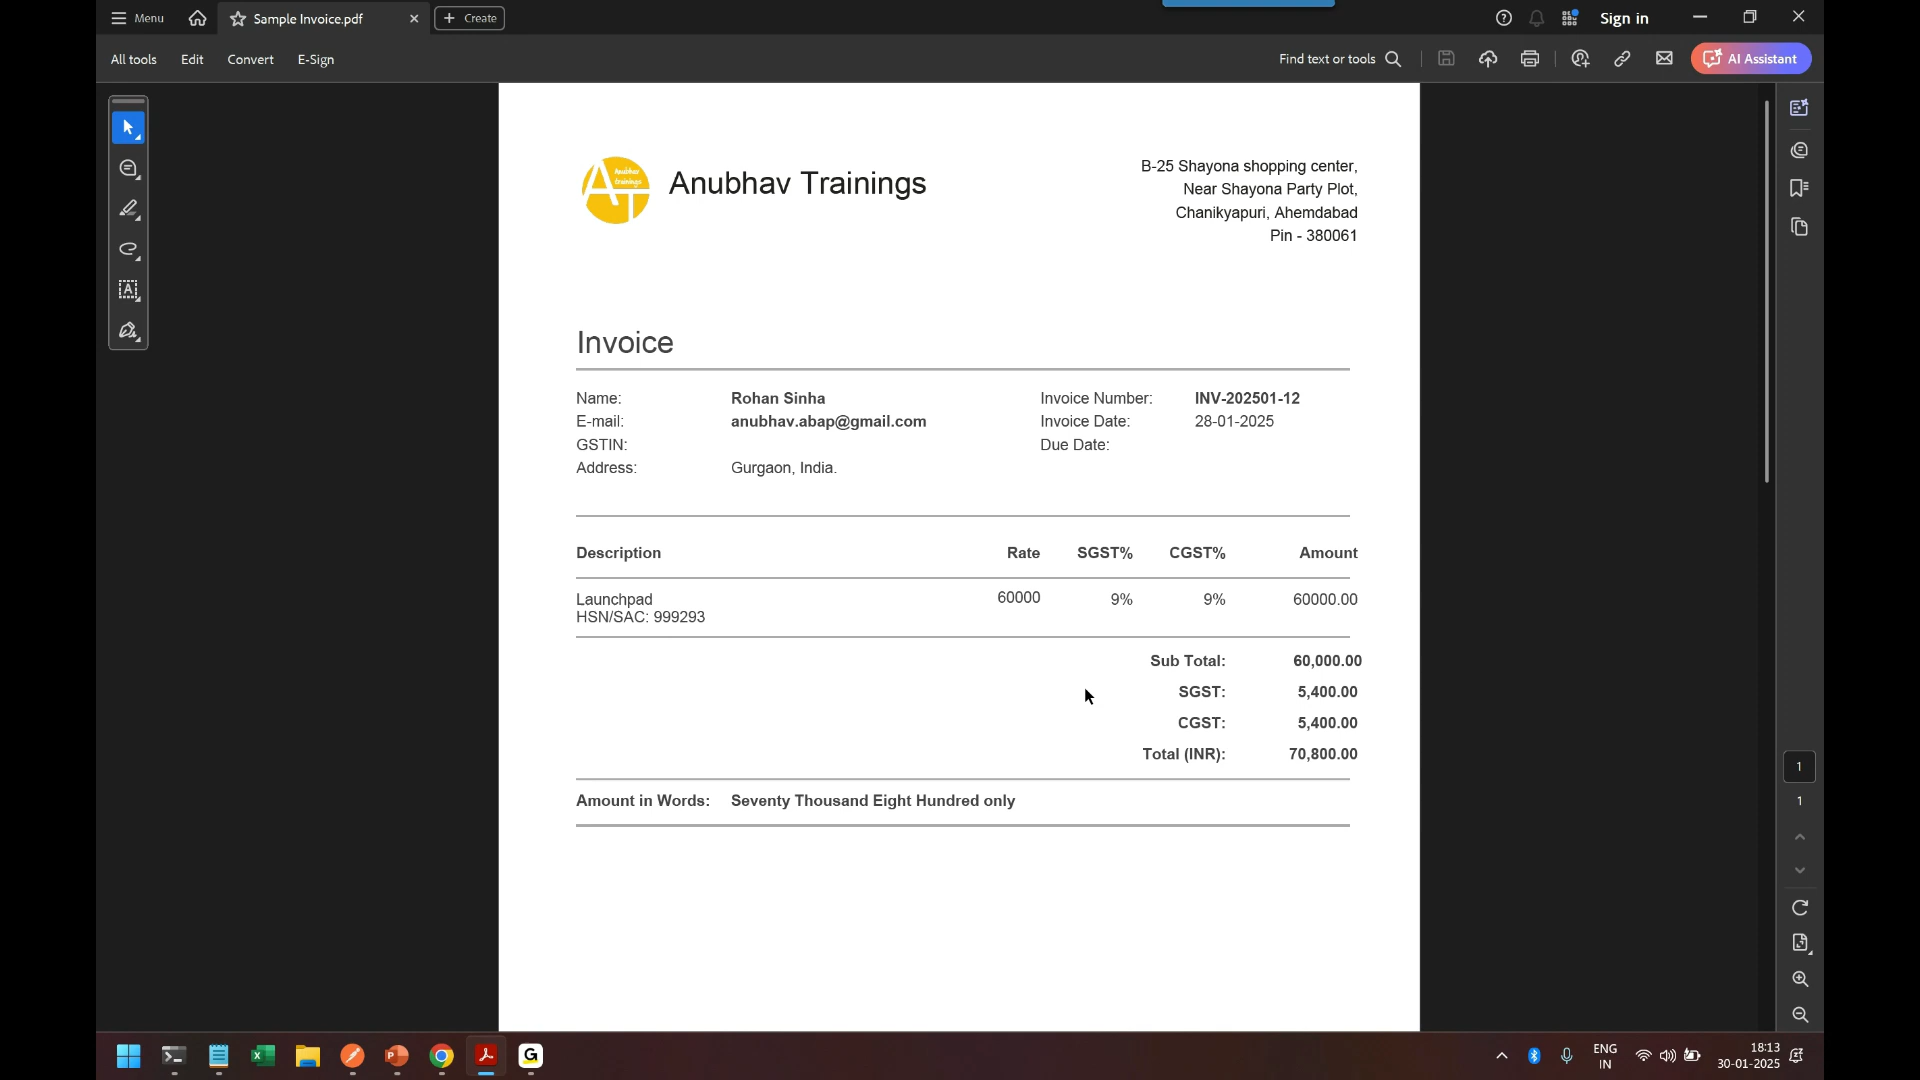 Menu
Sample Invoice.pdf
Create
Sign in
All tools Edit Convert E-Sign
Find text or tools
AI Assistant
Anubhav trainings
AT
Anubhav Trainings
B-25 Shayona shopping center,
Near Shayona Party Plot,
Chanikyapuri, Ahemdabad
Pin - 380061
Invoice
Name: Rohan Sinha Invoice Number: INV-202501-12
E-mail: anubhav.abap@gmail.com Invoice Date: 28-01-2025
GSTIN: Due Date:
Address: Gurgaon, India.
Description Rate SGST% CGST% Amount
Launchpad 60000 9% 9% 60000.00
HSN/SAC: 999293
Sub Total: 60,000.00
SGST: 5,400.00
CGST: 5,400.00
Total (INR): 70,800.00
Amount in Words: Seventy Thousand Eight Hundred only
1
1
ENG
IN
18:13
30-01-2025